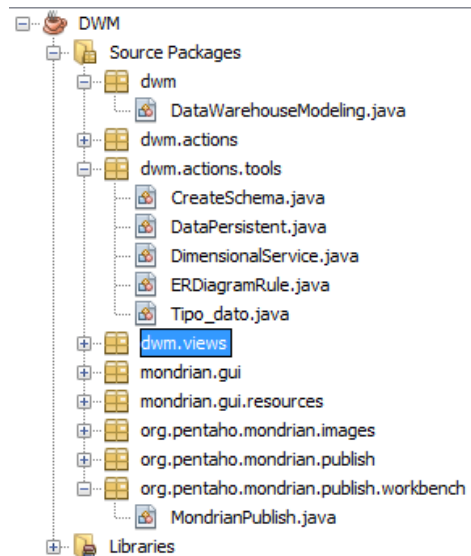 DWM
Source Packages
dwm
DataWarehouseModeling.java
dwm.actions
dwm.actions.tools
CreateSchema.java
DataPersistent.java
DimensionalService.java
ERDiagramRule.java
Tipo_dato.java
dwm.views
mondrian.gui
mondrian.gui.resources
org.pentaho.mondrian.images
org.pentaho.mondrian.publish
org.pentaho.mondrian.publish.workbench
MondrianPublish.java
Libraries